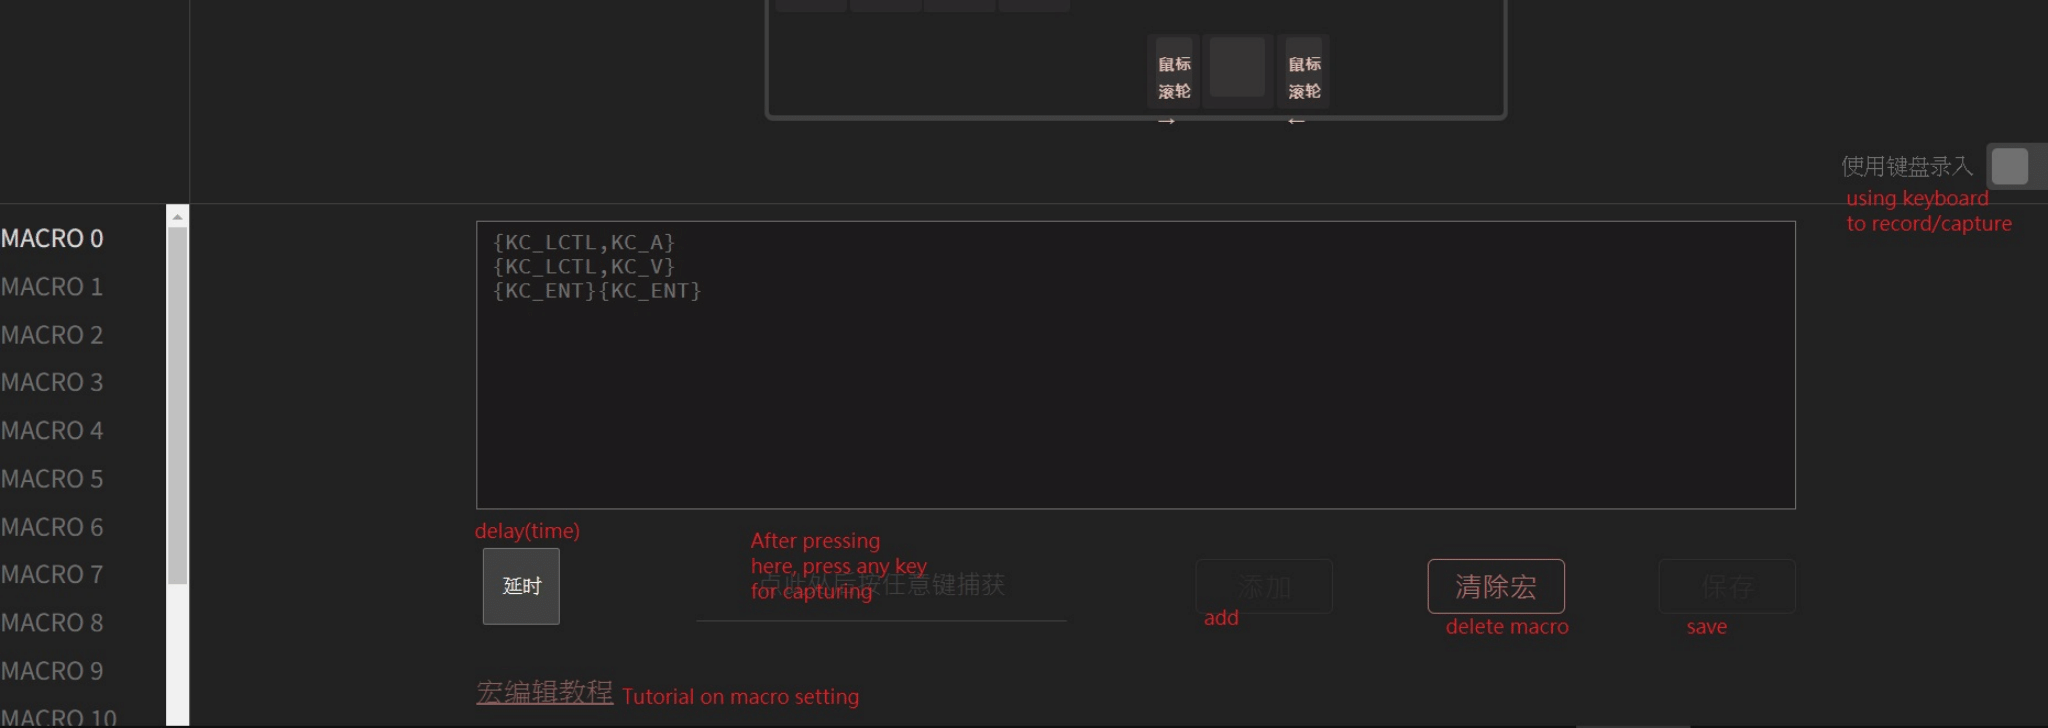 鼠标
滚轮
→
鼠标
滚轮
←
使用键盘录入
using keyboard
to record/capture
MACRO 0
MACRO 1
MACRO 2
MACRO 3
MACRO 4
MACRO 5
MACRO 6
MACRO 7
MACRO 8
MACRO 9
MACRO 10
{KC_LCTL,KC_A}
{KC_LCTL,KC_V}
{KC_ENT}{KC_ENT}
delay(time)
延时
After pressing
here, press any key
for capturing
点此处后按任意键捕获
添加
add
清除宏
delete macro
保存
save
宏编辑教程
Tutorial on macro setting